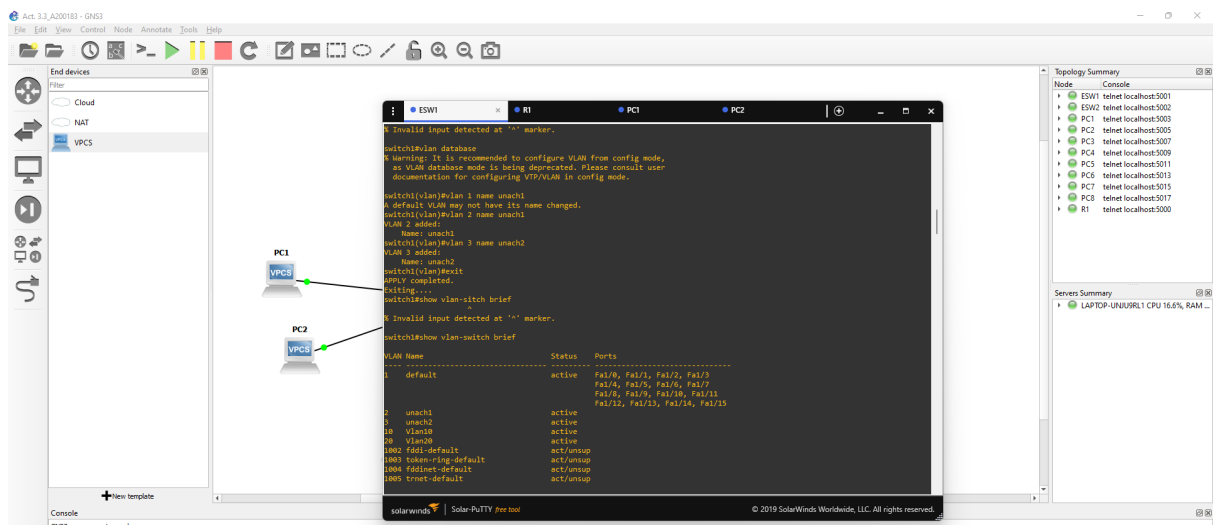 Act. 3.3_A200183 - GNS3
File Edit View Control Node Annotate Tools Help
End devices
Filter
Cloud
NAT
VPCS
New template
Console
PC1
VPCS
PC2
VPCS
ESW1 × R1 PC1 PC2
% Invalid input detected at '^' marker.
switch1#vlan database
% Warning: It is recommended to configure VLAN from config mode,
as VLAN database mode is being deprecated. Please consult user
documentation for configuring VTP/VLAN in config mode.
switch1(vlan)#vlan 1 name unach1
A default VLAN may not have its name changed.
switch1(vlan)#vlan 2 name unach1
VLAN 2 added:
Name: unach1
switch1(vlan)#vlan 3 name unach2
VLAN 3 added:
Name: unach2
switch1(vlan)#exit
APPLY completed.
Exiting....
switch1#show vlan-sitch brief
^
% Invalid input detected at '^' marker.
switch1#show vlan-switch brief
VLAN Name Status Ports
---- -------------------------------- --------- -------------------------------
1 default active Fa1/0, Fa1/1, Fa1/2, Fa1/3
Fa1/4, Fa1/5, Fa1/6, Fa1/7
Fa1/8, Fa1/9, Fa1/10, Fa1/11
Fa1/12, Fa1/13, Fa1/14, Fa1/15
2 unach1 active
3 unach2 active
10 Vlan10 active
20 Vlan20 active
1002 fddi-default act/unsup
1003 token-ring-default act/unsup
1004 fddinet-default act/unsup
1005 trnet-default act/unsup
solarwinds Solar-PuTTY free tool © 2019 SolarWinds Worldwide, LLC. All rights reserved.
Topology Summary
Node Console
ESW1 telnet localhost:5001
ESW2 telnet localhost:5002
PC1 telnet localhost:5003
PC2 telnet localhost:5005
PC3 telnet localhost:5007
PC4 telnet localhost:5009
PC5 telnet localhost:5011
PC6 telnet localhost:5013
PC7 telnet localhost:5015
PC8 telnet localhost:5017
R1 telnet localhost:5000
Servers Summary
LAPTOP-UNJU9RL1 CPU 16.6%, RAM ...